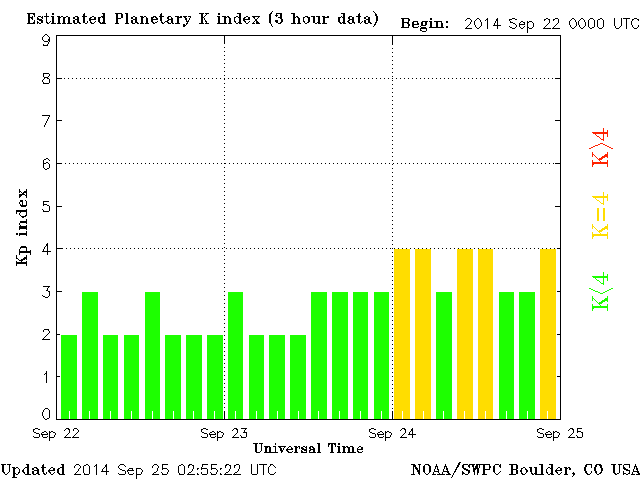 Estimated Planetary K index (3 hour data)
Begin: 2014 Sep 22 0000 UTC
9
8
7
6
5
4
3
2
1
0
Kp index
K>4
K=4
K<4
Sep 22
Sep 23
Sep 24
Sep 25
Universal Time
Updated 2014 Sep 25 02:55:22 UTC
NOAA/SWPC Boulder, CO USA